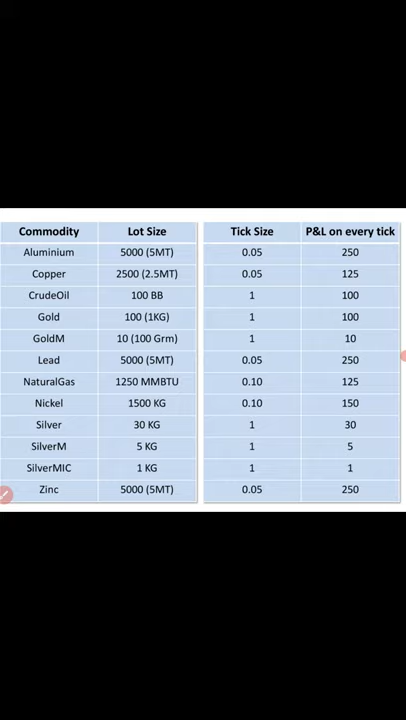 Commodity Lot Size Tick Size P&L on every tick
Aluminium 5000 (5MT) 0.05 250
Copper 2500 (2.5MT) 0.05 125
CrudeOil 100 BB 1 100
Gold 100 (1KG) 1 100
GoldM 10 (100 Grm) 1 10
Lead 5000 (5MT) 0.05 250
NaturalGas 1250 MMBTU 0.10 125
Nickel 1500 KG 0.10 150
Silver 30 KG 1 30
SilverM 5 KG 1 5
SilverMIC 1 KG 1 1
Zinc 5000 (5MT) 0.05 250